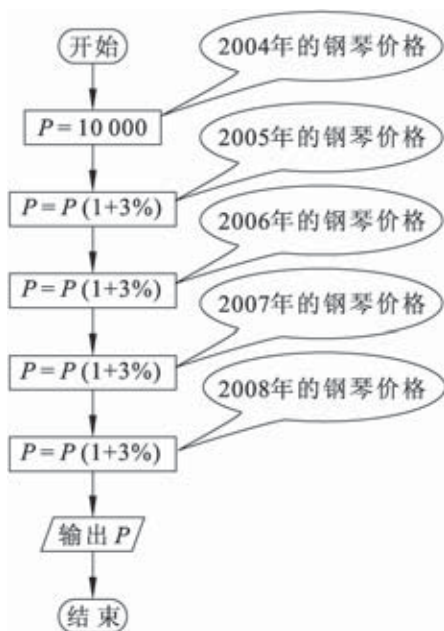 开始
2004年的钢琴价格
P = 10 000
2005年的钢琴价格
P = P (1+3%)
2006年的钢琴价格
P = P (1+3%)
2007年的钢琴价格
P = P (1+3%)
2008年的钢琴价格
P = P (1+3%)
输出 P
结束